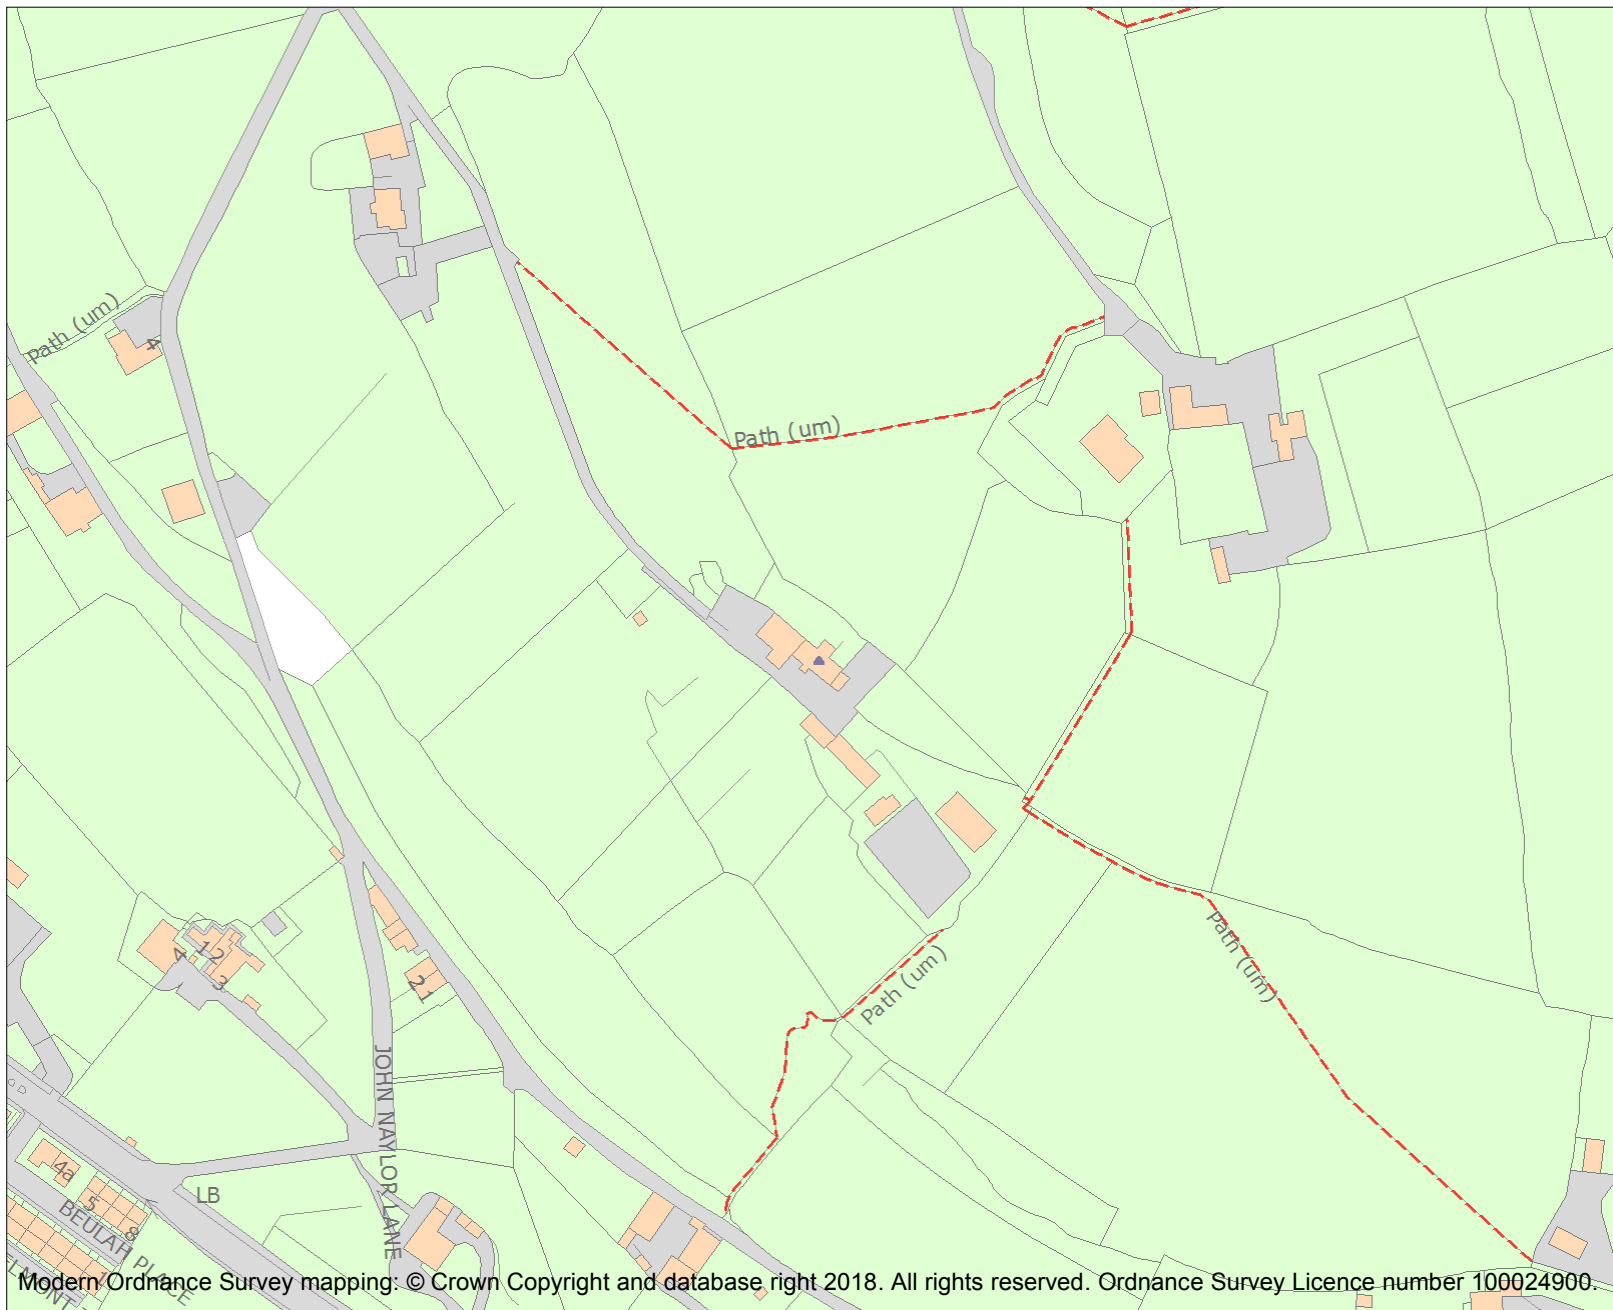 Path (um)
4
Path (um)
Path (um)
Path (um)
4
1 2
3
2 1
JOHN NAYLOR LANE
LB
4a
5
8
BEULAH PLACE
1
ELMONT
Modern Ordnance Survey mapping: © Crown Copyright and database right 2018. All rights reserved. Ordnance Survey Licence number 100024900.